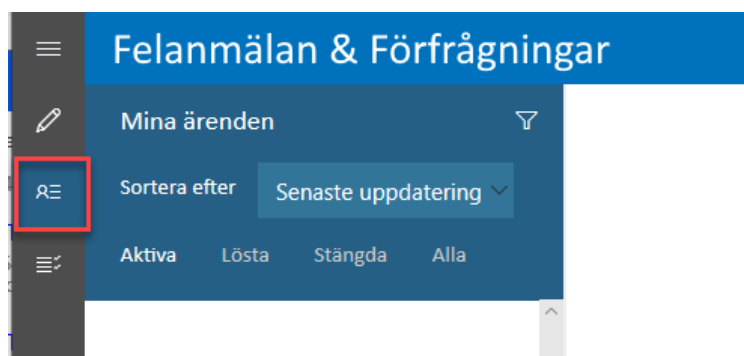 Felanmälan & Förfrågningar
Mina ärenden
Sortera efter Senaste uppdatering
Aktiva Lösta Stängda Alla